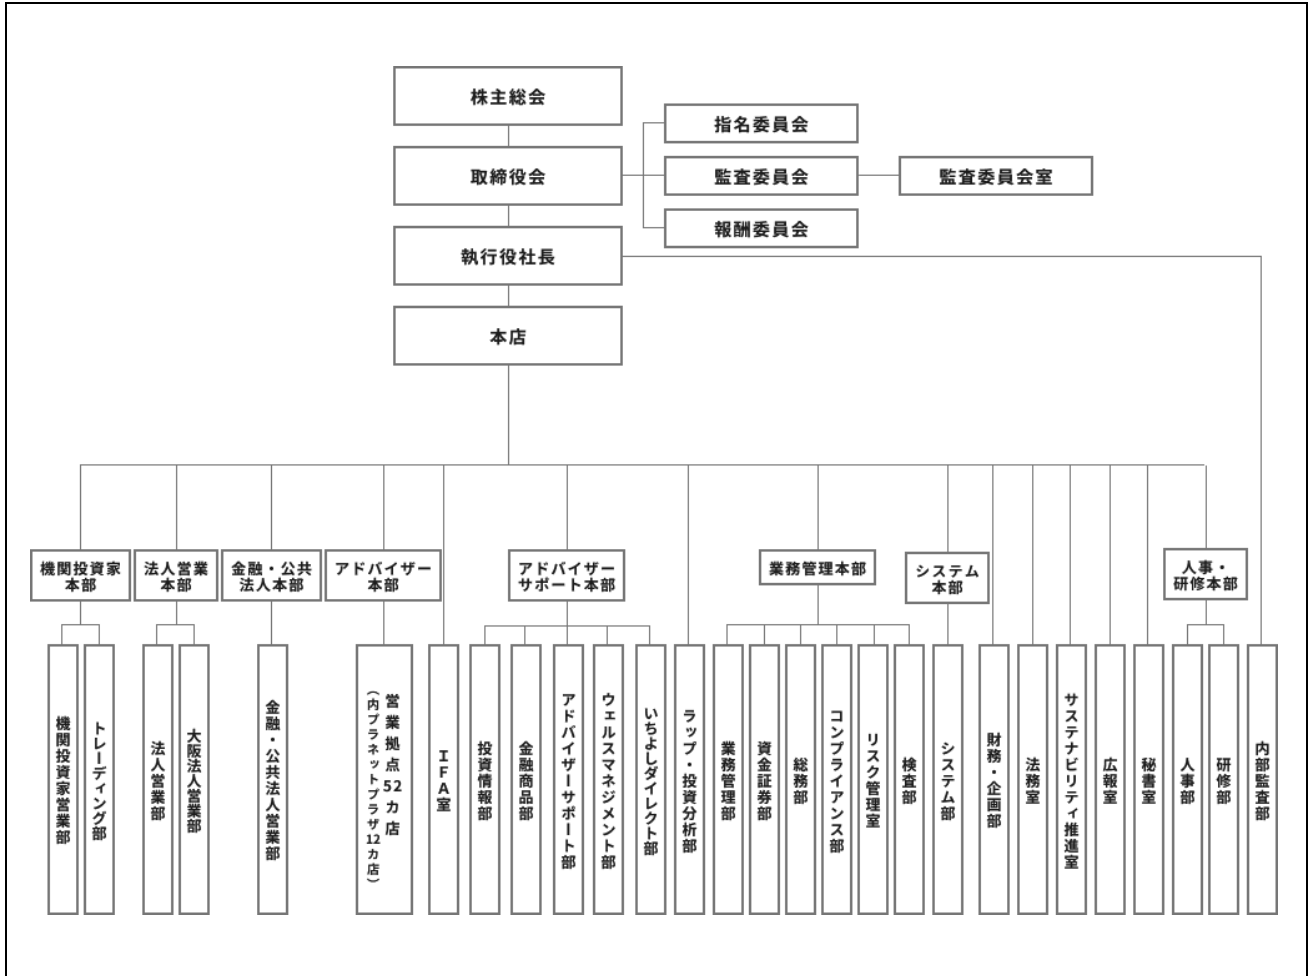 株主総会
指名委員会
取締役会
監査委員会
監査委員会室
報酬委員会
執行役社長
本店
機関投資家
本部
法人営業
本部
金融・公共
法人本部
アドバイザー
本部
アドバイザー
サポート本部
業務管理本部
システム
本部
人事・
研修本部
機関投資家営業部
トレーディング部
法人営業部
大阪法人営業部
金融・公共法人営業部
営業拠点52カ店
（内プラネットプラザ12カ店）
IFA室
投資情報部
金融商品部
アドバイザーサポート部
ウェルスマネジメント部
いちよしダイレクト部
ラップ・投資分析部
業務管理部
資金証券部
総務部
コンプライアンス部
リスク管理室
検査部
システム部
財務・企画部
法務室
サステナビリティ推進室
広報室
秘書室
人事部
研修部
内部監査部